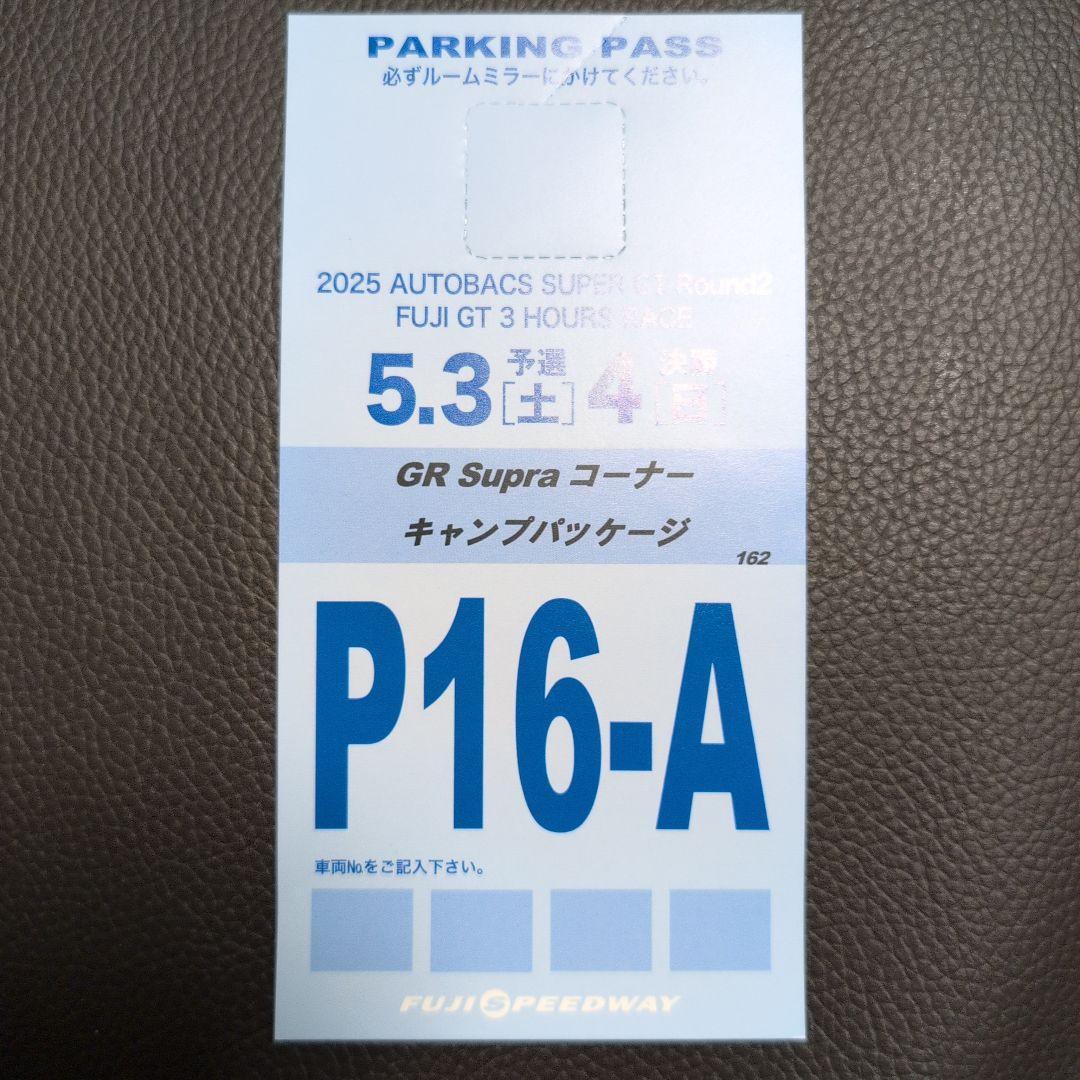 PARKING PASS
必ずルームミラーにかけてください。
2025 AUTOBACS SUPER GT Round2
FUJI GT 3 HOURS RACE
予選 決勝
5.3[土]4[日]
GR Supra コーナー
キャンプパッケージ
162
P16-A
車両№をご記入下さい。
FUJI SPEEDWAY